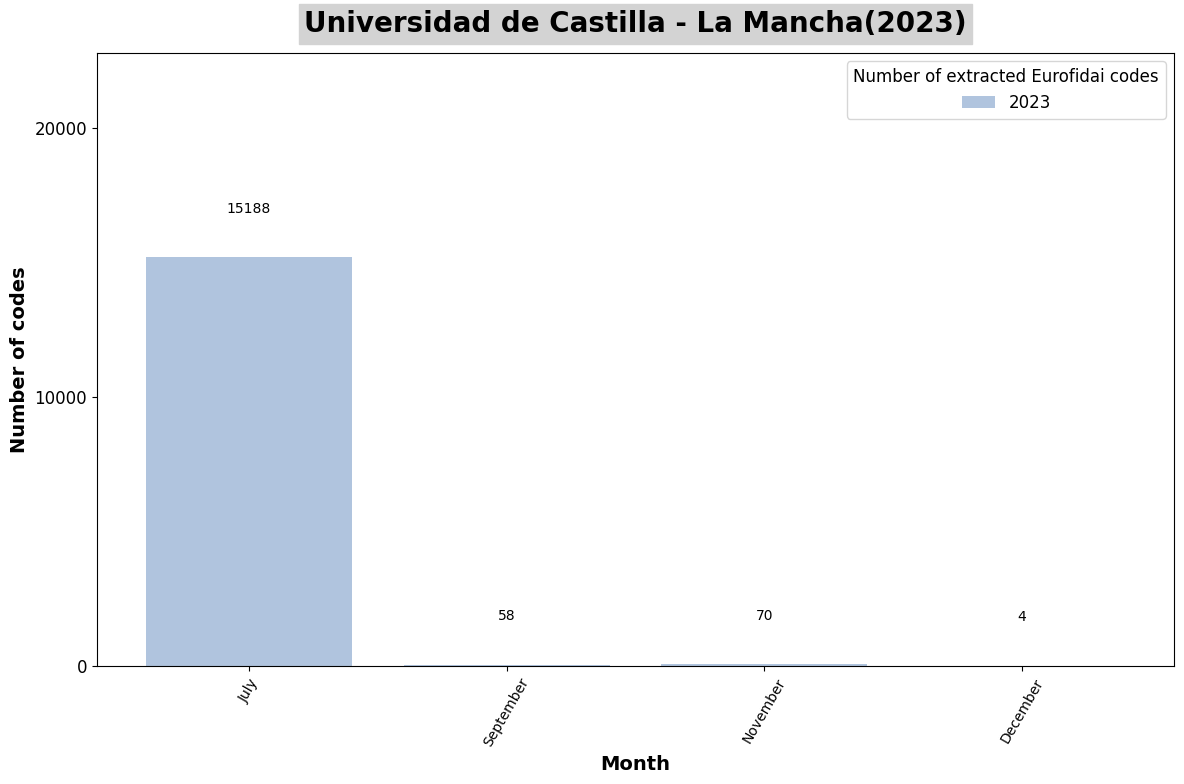 Universidad de Castilla - La Mancha(2023)
Number of extracted Eurofidai codes
2023
Number of codes
20000
10000
0
15188
58
70
4
July
September
November
December
Month